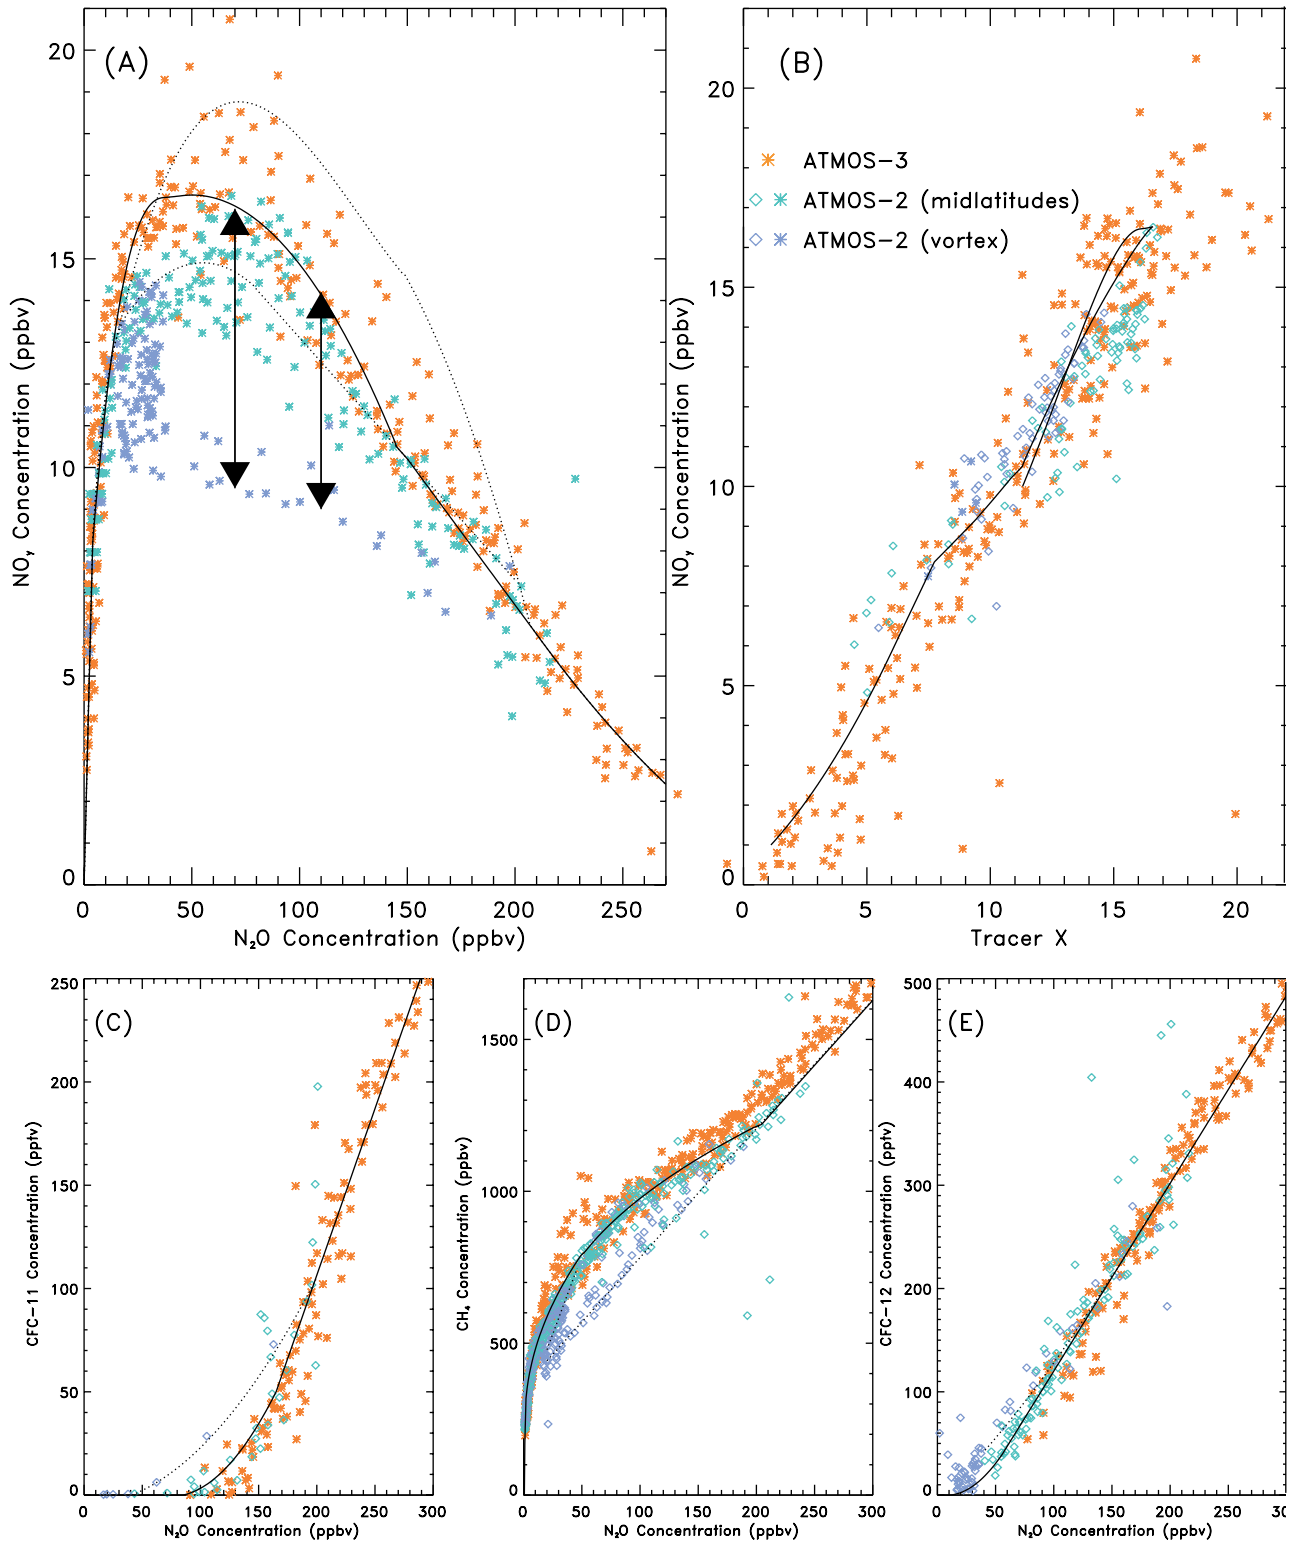 (A)
20
15
10
5
0
NOy Concentration (ppbv)
0 50 100 150 200 250
N₂O Concentration (ppbv)
(B)
ATMOS−3
ATMOS−2 (midlatitudes)
ATMOS−2 (vortex)
20
15
10
5
0
NOy Concentration (ppbv)
0 5 10 15 20
Tracer X
(C)
250
200
150
100
50
0
CFC−11 Concentration (pptv)
0 50 100 150 200 250 300
N₂O Concentration (ppbv)
(D)
1500
1000
500
0
CH₄ Concentration (ppbv)
0 50 100 150 200 250 300
N₂O Concentration (ppbv)
(E)
500
400
300
200
100
0
CFC−12 Concentration (pptv)
0 50 100 150 200 250 30
N₂O Concentration (ppbv)